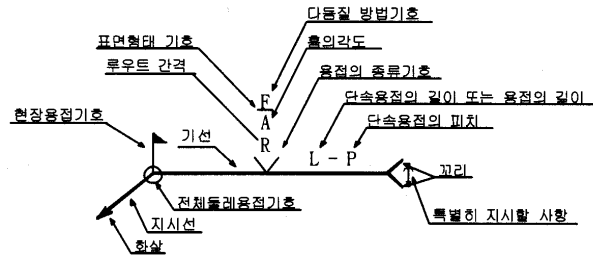 다듬질 방법기호
표면형태 기호
홈의각도
루우트 간격
용접의 종류기호
F
단속용접의 길이 또는 용접의 길이
현장용접기호
A
단속용접의 피치
기선
R
L - P
꼬리
T
전체둘레용접기호
특별히 지시할 사항
지시선
화살